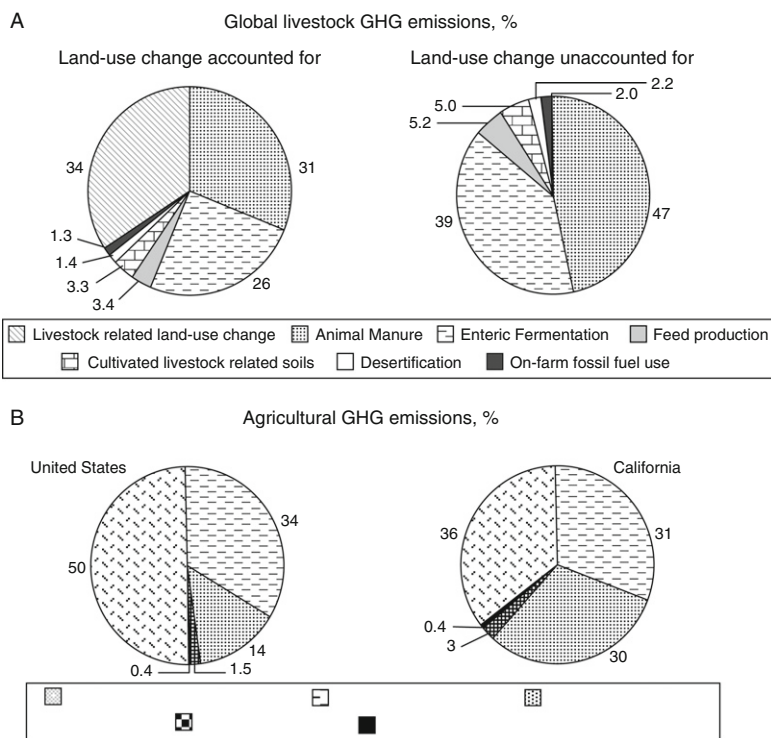 A
Global livestock GHG emissions, %
Land-use change accounted for
34
31
1.3
1.4
3.3
3.4
26
Land-use change unaccounted for
2.2
5.0
2.0
5.2
39
47
Livestock related land-use change Animal Manure Enteric Fermentation Feed production
Cultivated livestock related soils Desertification On-farm fossil fuel use
B
Agricultural GHG emissions, %
United States
34
50
14
0.4
1.5
California
36
31
0.4
3
30